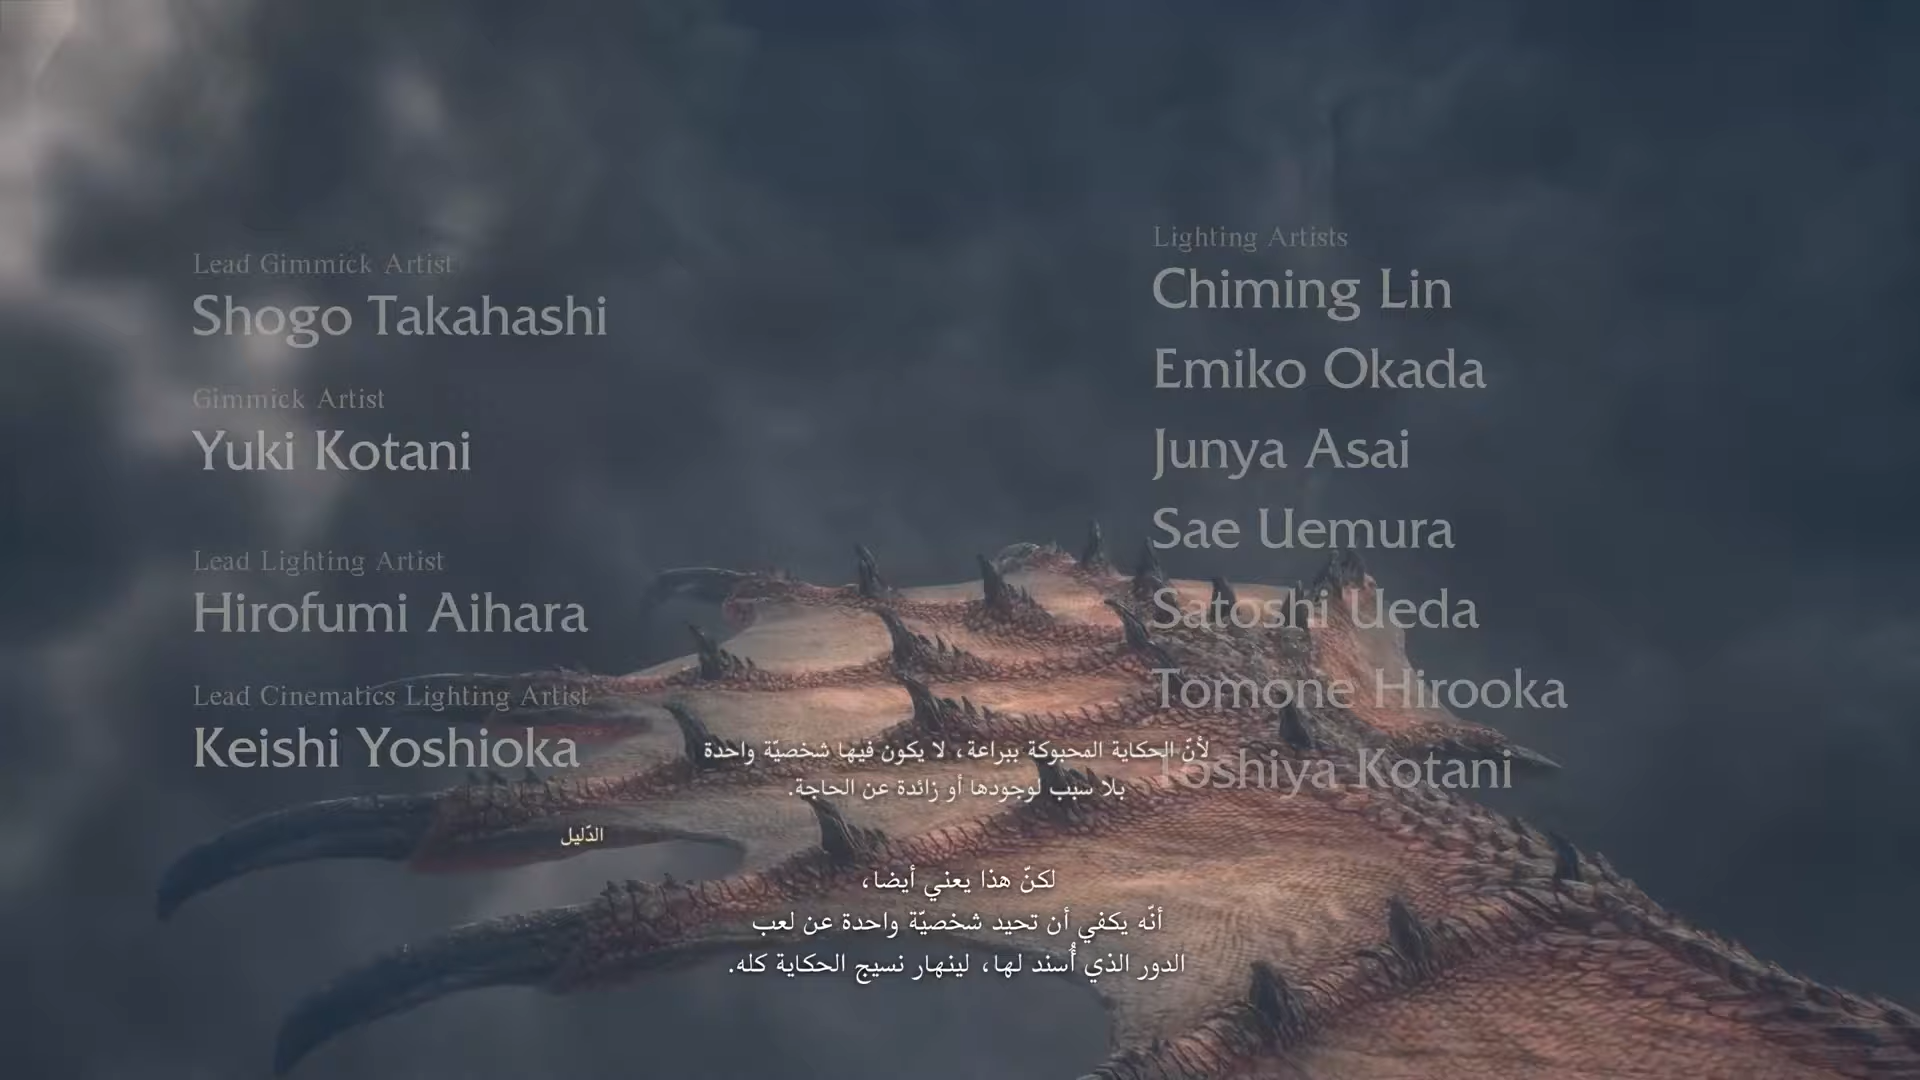 Lead Gimmick Artist
Shogo Takahashi
Gimmick Artist
Yuki Kotani
Lead Lighting Artist
Hirofumi Aihara
Lead Cinematics Lighting Artist
Keishi Yoshioka
Lighting Artists
Chiming Lin
Emiko Okada
Junya Asai
Sae Uemura
Satoshi Ueda
Tomone Hirooka
Toshiya Kotani
لأنّ الحكاية المحبوكة ببراعة، لا يكون فيها شخصيّة واحدة
بلا سبب لوجودها أو زائدة عن الحاجة.
الدّليل
لكنّ هذا يعني أيضا،
أنّه يكفي أن تحيد شخصيّة واحدة عن لعب
الدور الذي أُسند لها، لينهار نسيج الحكاية كله.